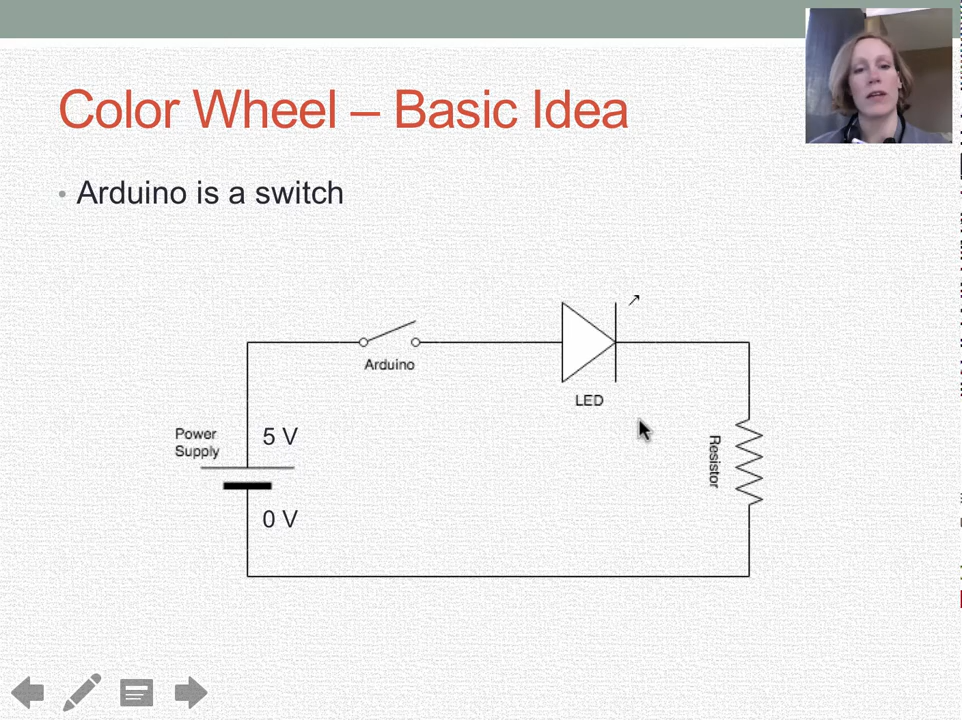 Color Wheel – Basic Idea
• Arduino is a switch
Arduino
LED
Power
Supply
5 V
0 V
Resistor